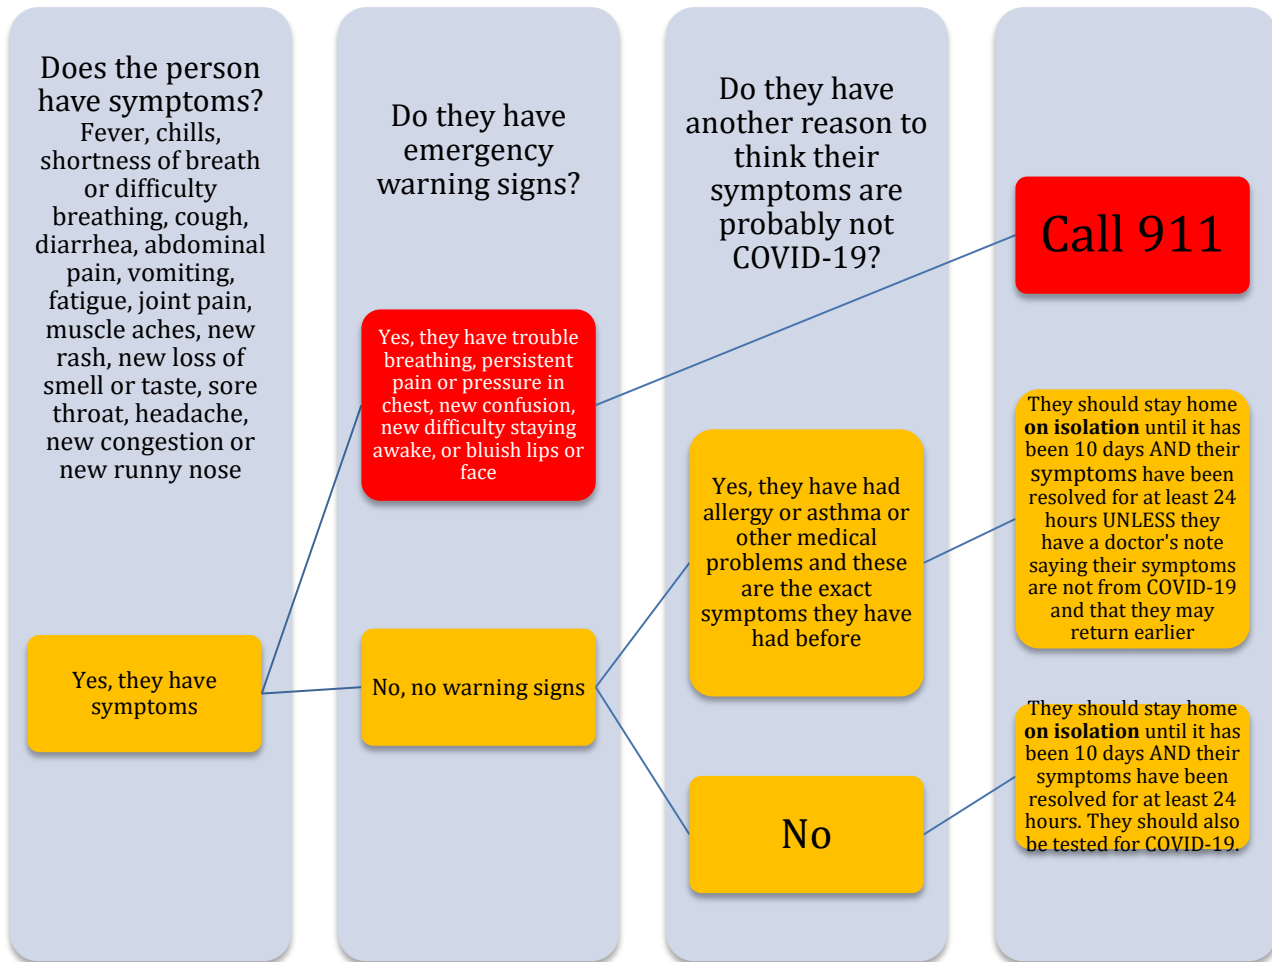 Does the person
have symptoms?
Fever, chills,
shortness of breath
or difficulty
breathing, cough,
diarrhea, abdominal
pain, vomiting,
fatigue, joint pain,
muscle aches, new
rash, new loss of
smell or taste, sore
throat, headache,
new congestion or
new runny nose
Yes, they have
symptoms
Do they have
emergency
warning signs?
Yes, they have trouble
breathing, persistent
pain or pressure in
chest, new confusion,
new difficulty staying
awake, or bluish lips or
face
No, no warning signs
Do they have
another reason to
think their
symptoms are
probably not
COVID-19?
Yes, they have had
allergy or asthma or
other medical
problems and these
are the exact
symptoms they have
had before
No
Call 911
They should stay home
on isolation until it has
been 10 days AND their
symptoms have been
resolved for at least 24
hours UNLESS they
have a doctor's note
saying their symptoms
are not from COVID-19
and that they may
return earlier
They should stay home
on isolation until it has
been 10 days AND their
symptoms have been
resolved for at least 24
hours. They should also
be tested for COVID-19.